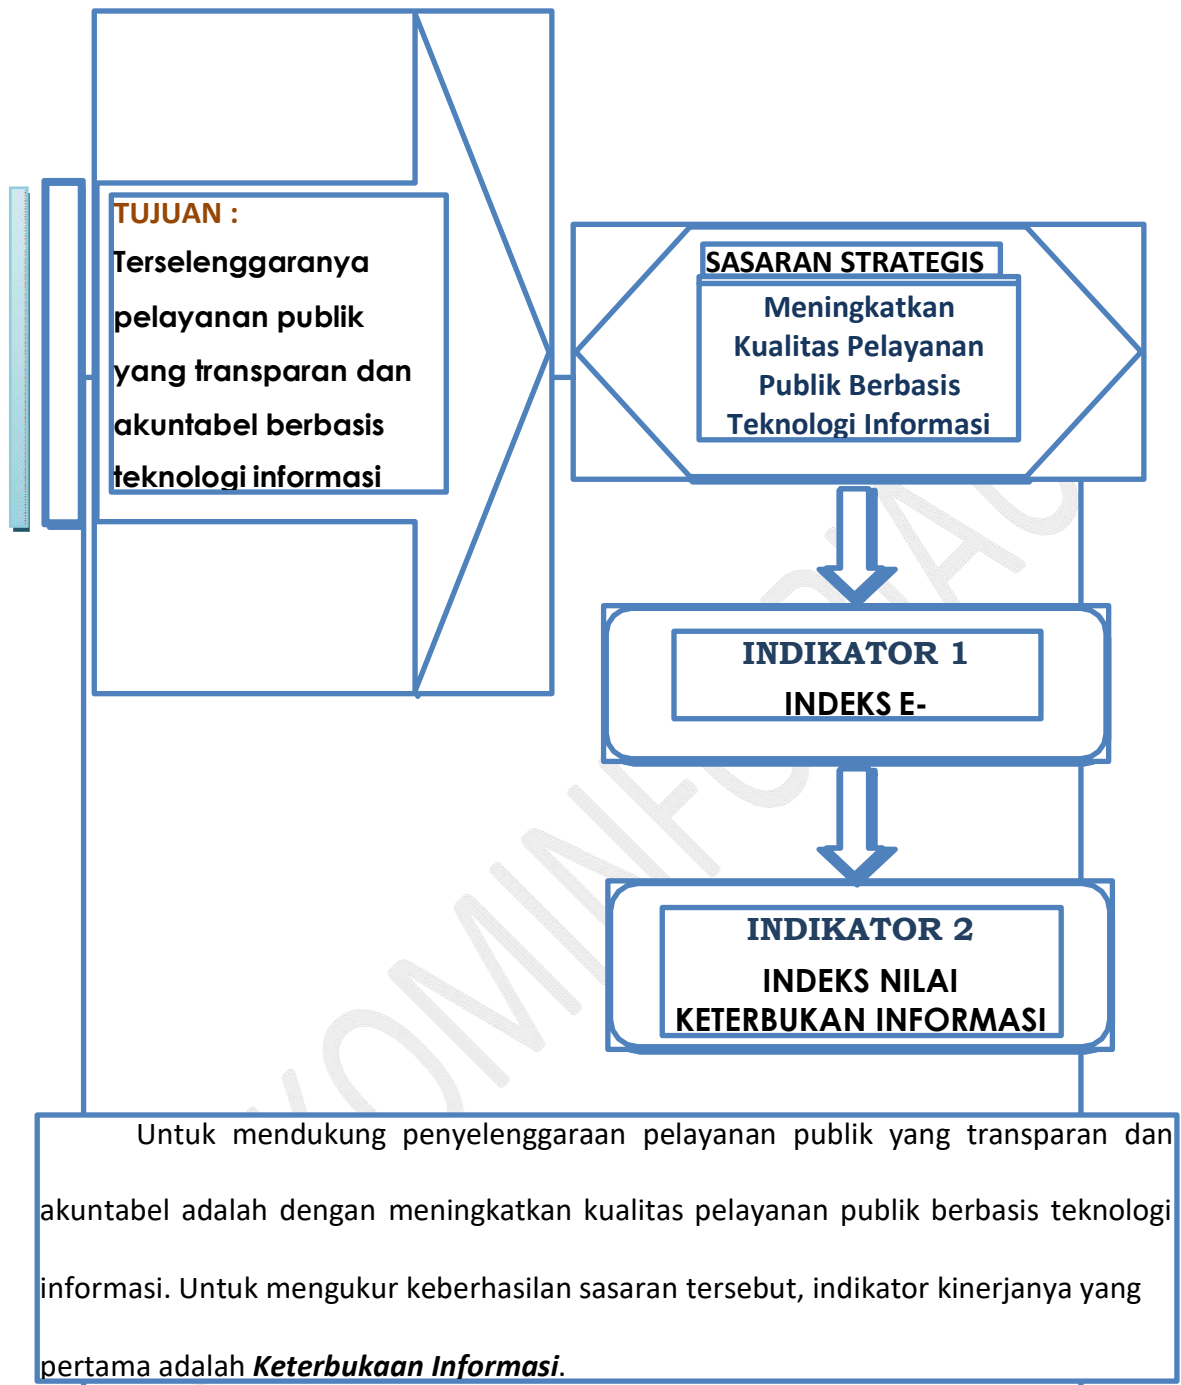 TUJUAN :
Terselenggaranya
pelayanan publik
yang transparan dan
akuntabel berbasis
teknologi informasi
SASARAN STRATEGIS
Meningkatkan
Kualitas Pelayanan
Publik Berbasis
Teknologi Informasi
INDIKATOR 1
INDEKS E-
INDIKATOR 2
INDEKS NILAI
KETERBUKAN INFORMASI
Untuk mendukung penyelenggaraan pelayanan publik yang transparan dan
akuntabel adalah dengan meningkatkan kualitas pelayanan publik berbasis teknologi
informasi. Untuk mengukur keberhasilan sasaran tersebut, indikator kinerjanya yang
pertama adalah Keterbukaan Informasi.